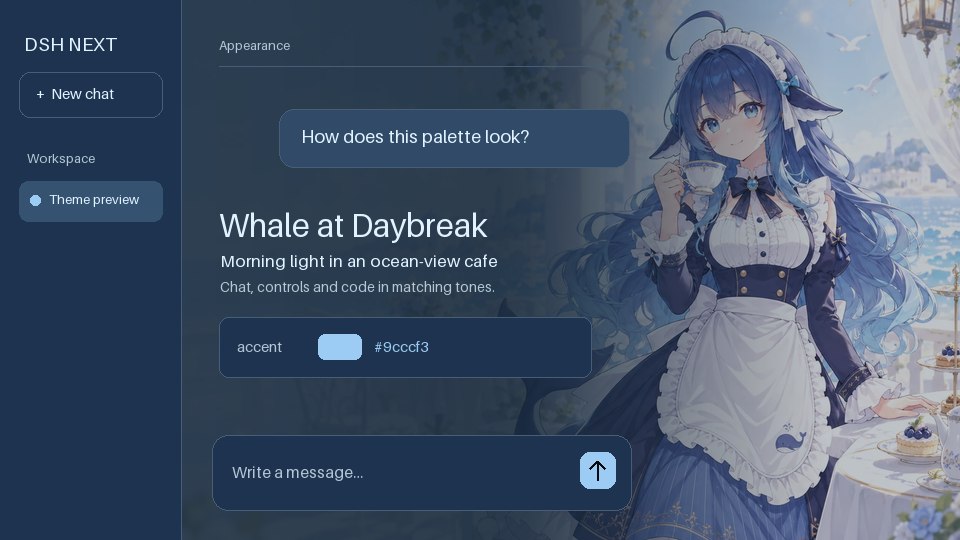 DSH NEXT
+ New chat
Workspace
Theme preview
Appearance
How does this palette look?
Whale at Daybreak
Morning light in an ocean-view cafe
Chat, controls and code in matching tones.
accent #9cccf3
Write a message...